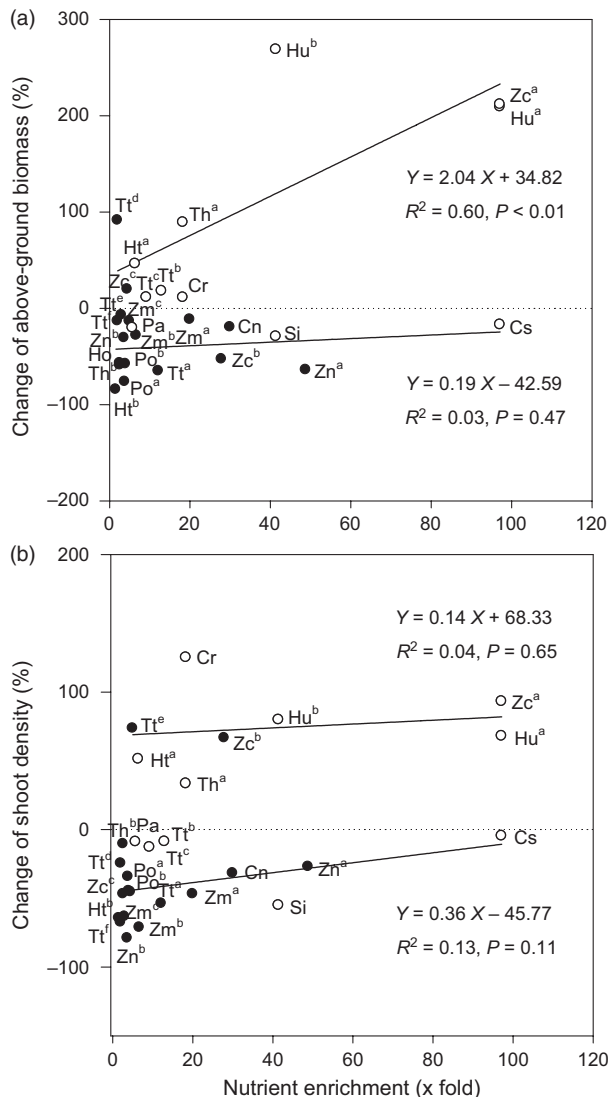 (a)
300
200
100
0
−100
−200
Change of above-ground biomass (%)
Hu^b
Zc^a
Hu^a
Y = 2.04 X + 34.82
R² = 0.60, P < 0.01
Tt^d
Th^a
Ht^a
Zc^c
Tt^c
Tt^b
Cr
Tt^e
Zm^c
Tt^f
Pa
Zm^a
Cn
Si
Cs
Zn^b
Zm^b
Ho
Po^b
Zc^b
Th^b
Tt^a
Zn^a
Po^a
Ht^b
Y = 0.19 X – 42.59
R² = 0.03, P = 0.47
0 20 40 60 80 100 120
(b)
200
100
0
−100
Change of shoot density (%)
Y = 0.14 X + 68.33
R² = 0.04, P = 0.65
Cr
Zc^a
Tt^e
Hu^b
Zc^b
Hu^a
Ht^a
Th^a
Th^b
Pa
Tt^b
Cs
Tt^d
Tt^c
Po^a
Cn
Zn^a
Zc^c
Po^b
Tt^a
Zm^a
Si
Ht^b
Zm^c
Tt^f
Zm^b
Zn^b
Y = 0.36 X – 45.77
R² = 0.13, P = 0.11
0 20 40 60 80 100 120
Nutrient enrichment (x fold)